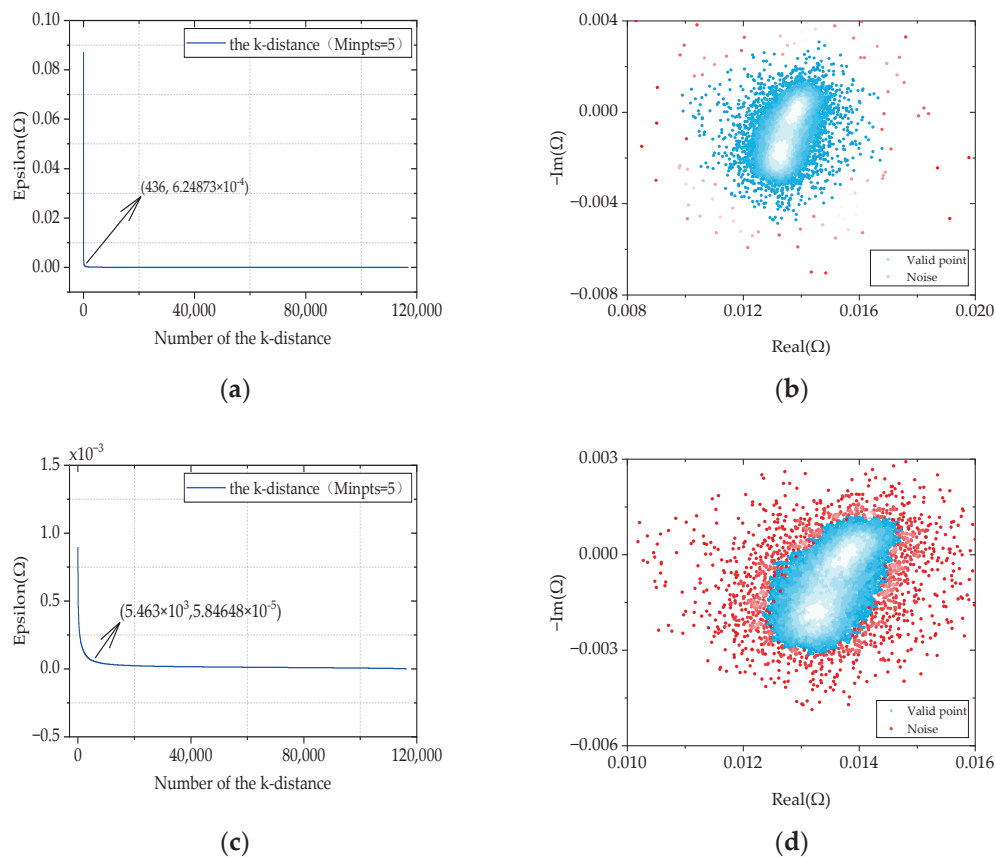 0.10
the k-distance（Minpts=5）
0.08
0.06
0.04
0.02
0.00
Epsilon(Ω)
(436, 6.24873×10⁻⁴)
0
40,000
80,000
120,000
Number of the k-distance
(a)
0.004
0.000
−0.004
−0.008
−Im(Ω)
Valid point
Noise
0.008
0.012
0.016
0.020
Real(Ω)
(b)
x10⁻³
1.5
the k-distance（Minpts=5）
1.0
0.5
0.0
−0.5
Epsilon(Ω)
(5.463×10³,5.84648×10⁻⁵)
0
40,000
80,000
120,000
Number of the k-distance
(c)
0.003
0.000
−0.003
−0.006
−Im(Ω)
Valid point
Noise
0.010
0.012
0.014
0.016
Real(Ω)
(d)